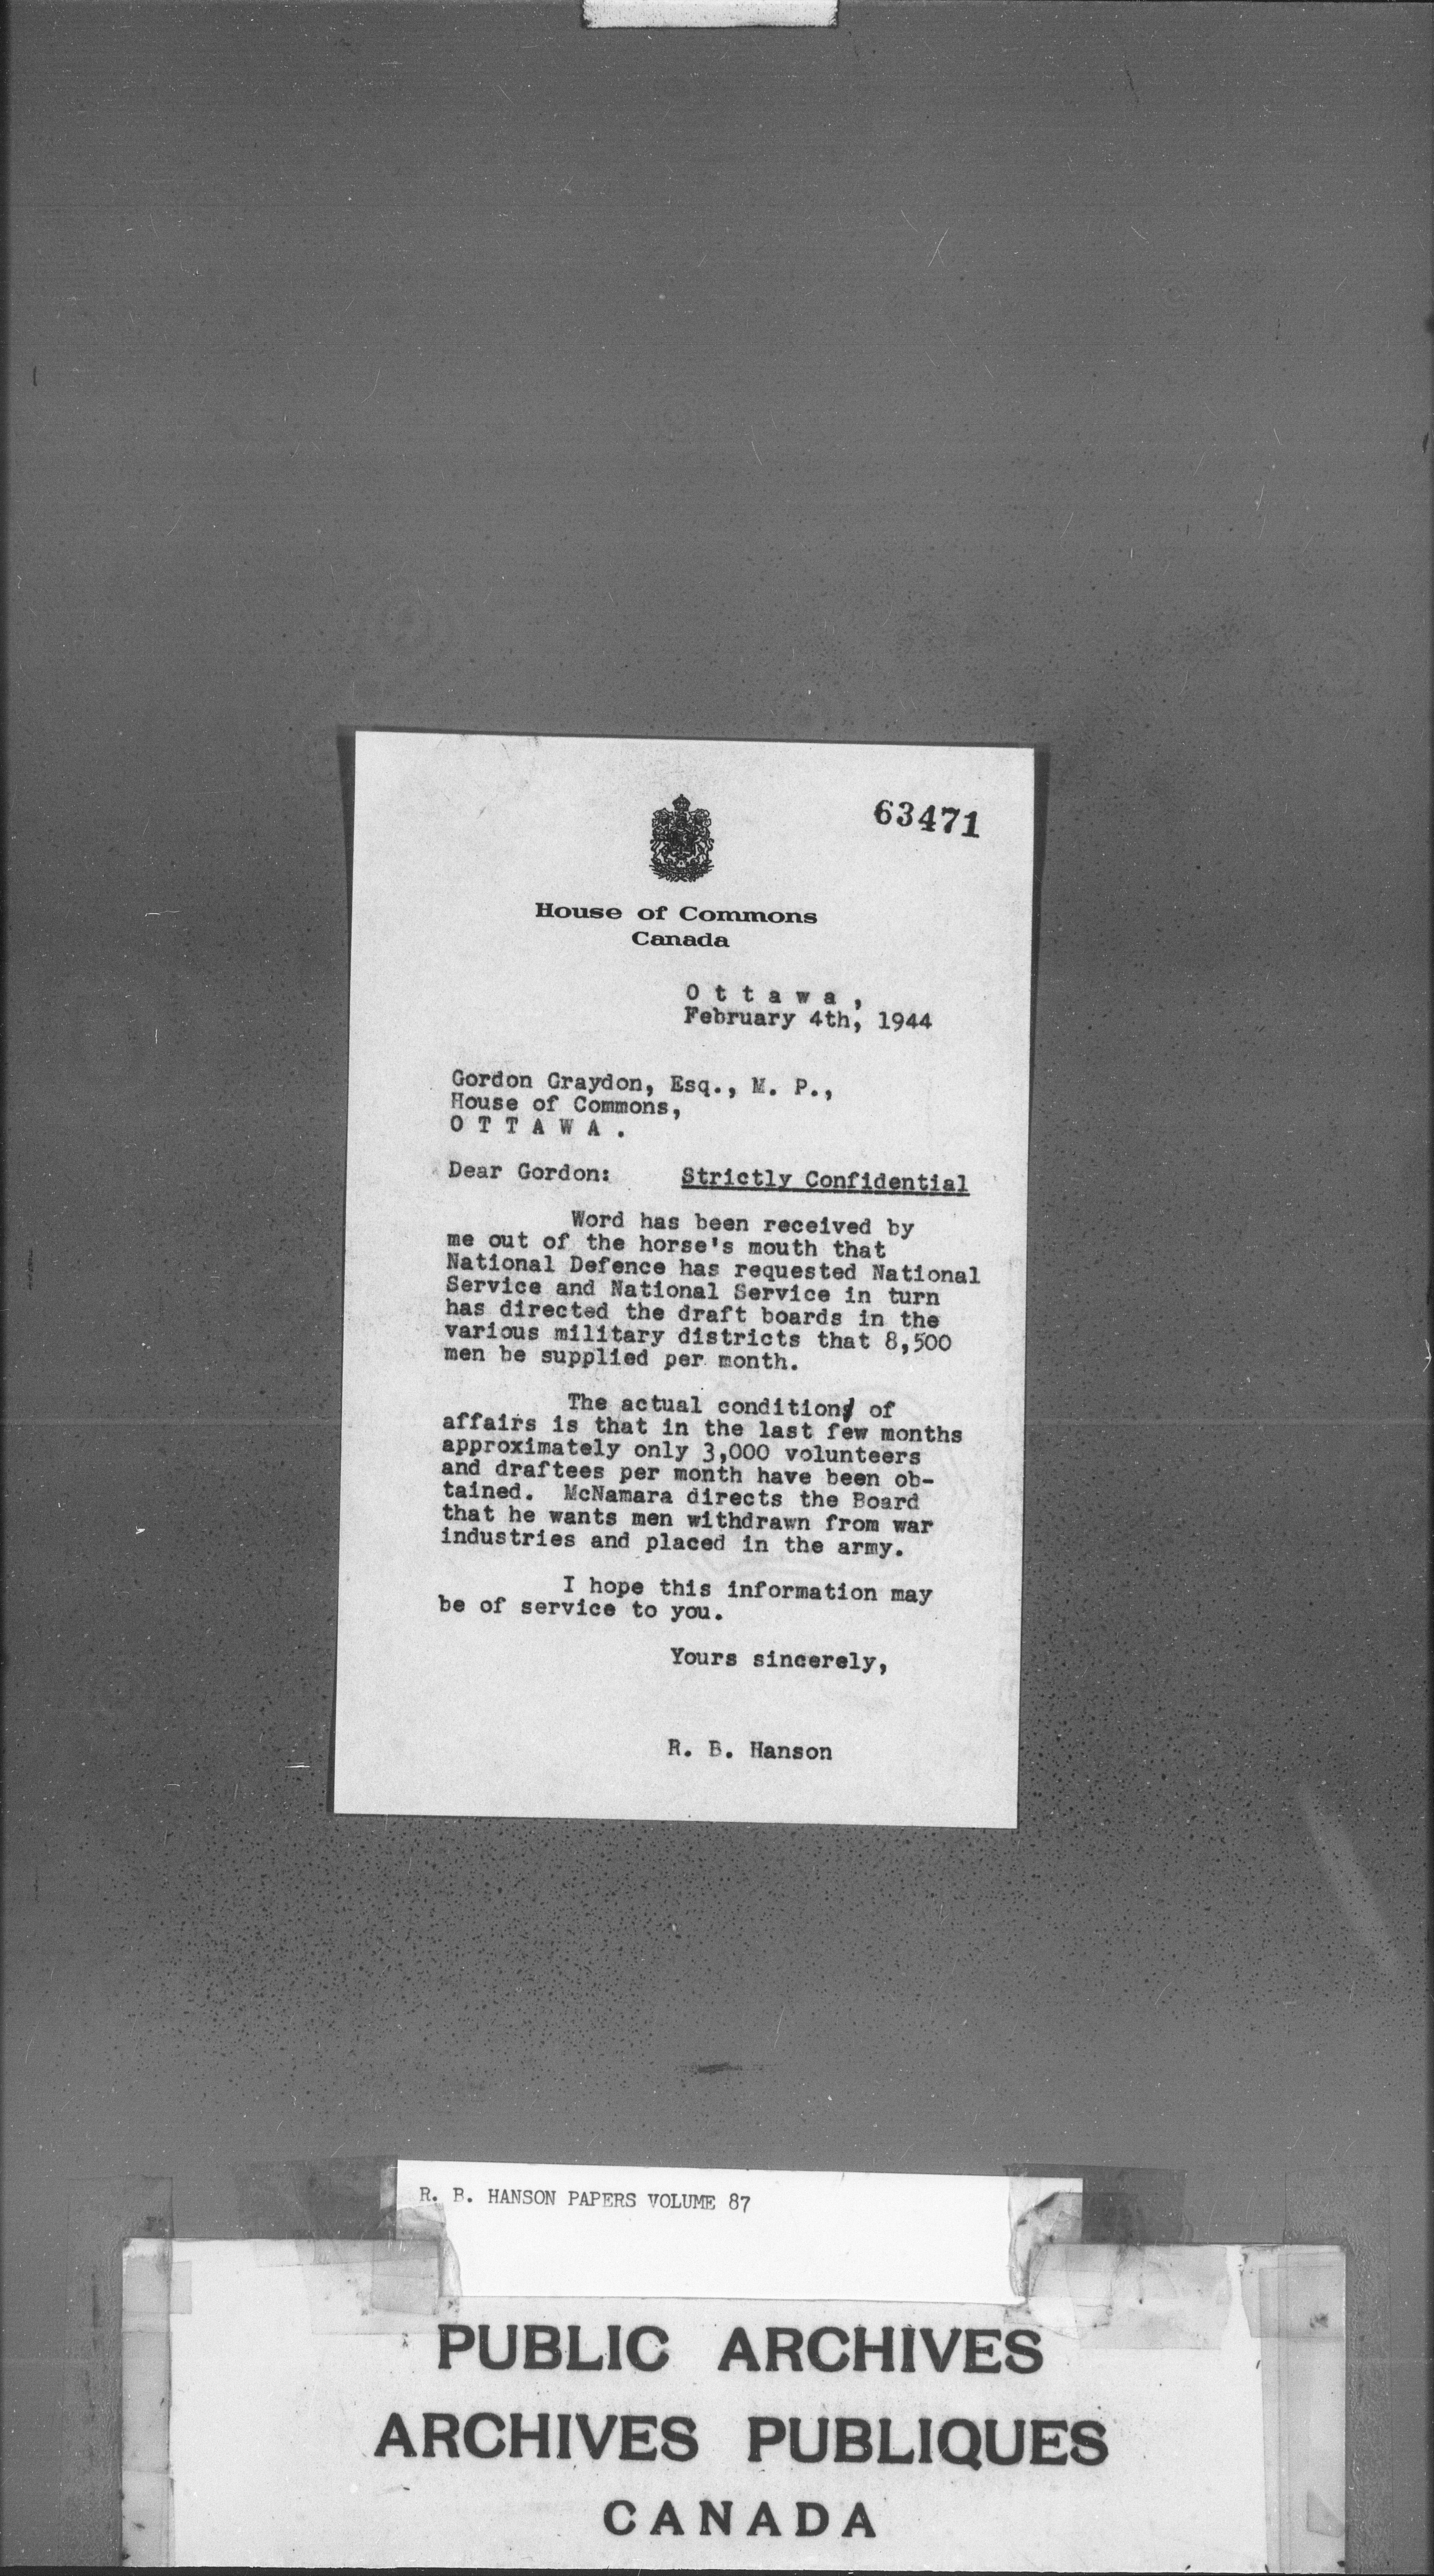 63471
House of Commons
Canada
O t t a w a ,
February 4th, 1944
Gordon Graydon, Esq., M. P.,
House of Commons,
O T T A W A .
Dear Gordon: Strictly Confidential
Word has been received by
me out of the horse's mouth that
National Defence has requested National
Service and National Service in turn
has directed the draft boards in the
various military districts that 8,500
men be supplied per month.
The actual condition of
affairs is that in the last few months
approximately only 3,000 volunteers
and draftees per month have been ob-
tained. McNamara directs the Board
that he wants men withdrawn from war
industries and placed in the army.
I hope this information may
be of service to you.
Yours sincerely,
R. B. Hanson
R. B. HANSON PAPERS VOLUME 87
PUBLIC ARCHIVES
ARCHIVES PUBLIQUES
CANADA